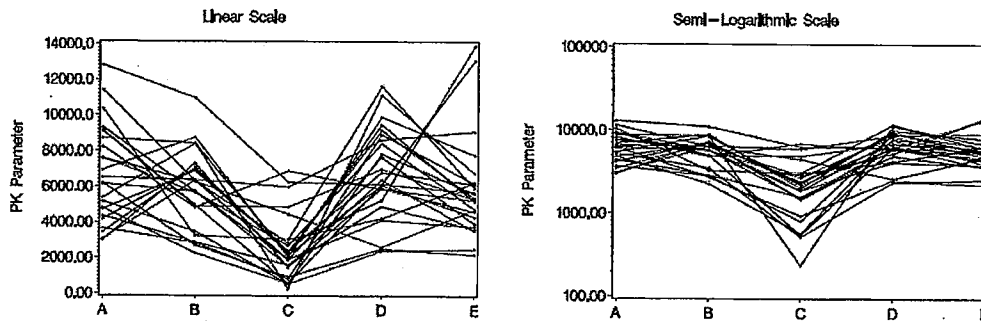 Linear Scale
14000.0
12000.0
10000.0
8000.00
6000.00
4000.00
2000.00
0.00
PK Parameter
A B C D E
Semi-Logarithmic Scale
100000
10000.0
1000.00
100.00
PK Parameter
A B C D